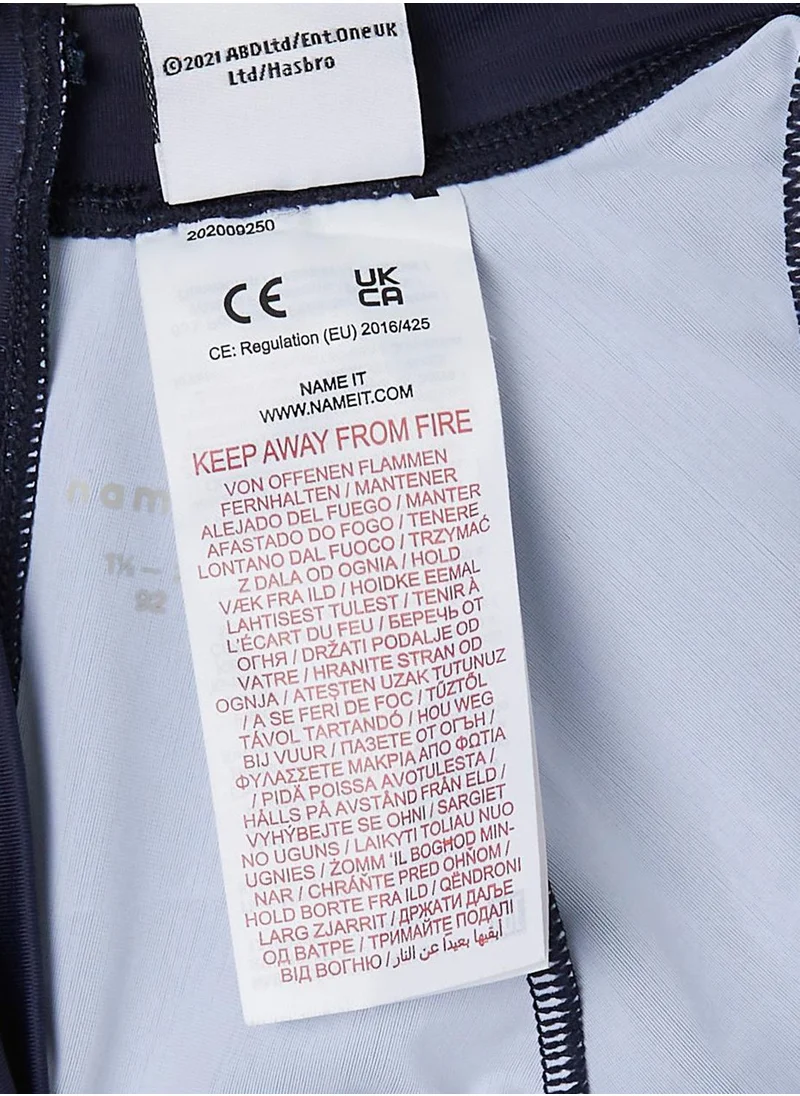 ©2021 ABDLtd/Ent.OneUK
Ltd/Hasbro
202009250
CE UK
CA
CE: Regulation (EU) 2016/425
NAME IT
WWW.NAMEIT.COM
KEEP AWAY FROM FIRE
VON OFFENEN FLAMMEN
FERNHALTEN / MANTENER
ALEJADO DEL FUEGO / MANTER
AFASTADO DO FOGO / TENERE
LONTANO DAL FUOCO / TRZYMAĆ
Z DALA OD OGNIA / HOLD
VÆK FRA ILD / HOIDKE EEMAL
LAHTISEST TULEST / TENIR À
L'ÉCART DU FEU / БЕРЕЧЬ ОТ
ОГНЯ / DRŽATI PODALJE OD
VATRE / HRANITE STRAN OD
OGNJA / ATEŞTEN UZAK TUTUNUZ
/ A SE FERI DE FOC / TŰZTŐL
TÁVOL TARTANDÓ / HOU WEG
BIJ VUUR / ПАЗЕТЕ ОТ ОГЪН /
ΦΥΛΑΣΣΕΤΕ ΜΑΚΡΙΑ ΑΠΟ ΦΩΤΙΑ
/ PIDÄ POISSA AVOTULESTA /
HÅLLS PÅ AVSTÅND FRÅN ELD /
VYHÝBEJTE SE OHNI / SARGIET
NO UGUNS / LAIKYTI TOLIAU NUO
UGNIES / ŻOMM 'IL BOGĦOD MIN-
NAR / CHRÁŇTE PRED OHŇOM /
HOLD BORTE FRA ILD / QËNDRONI
LARG ZJARRIT / ДРЖАТИ ДАЉЕ
ОД ВАТРЕ / ТРИМАЙТЕ ПОДАЛІ
ВІД ВОГНЮ / أبقيها بعيداً عن النار
nam
1½ –
92